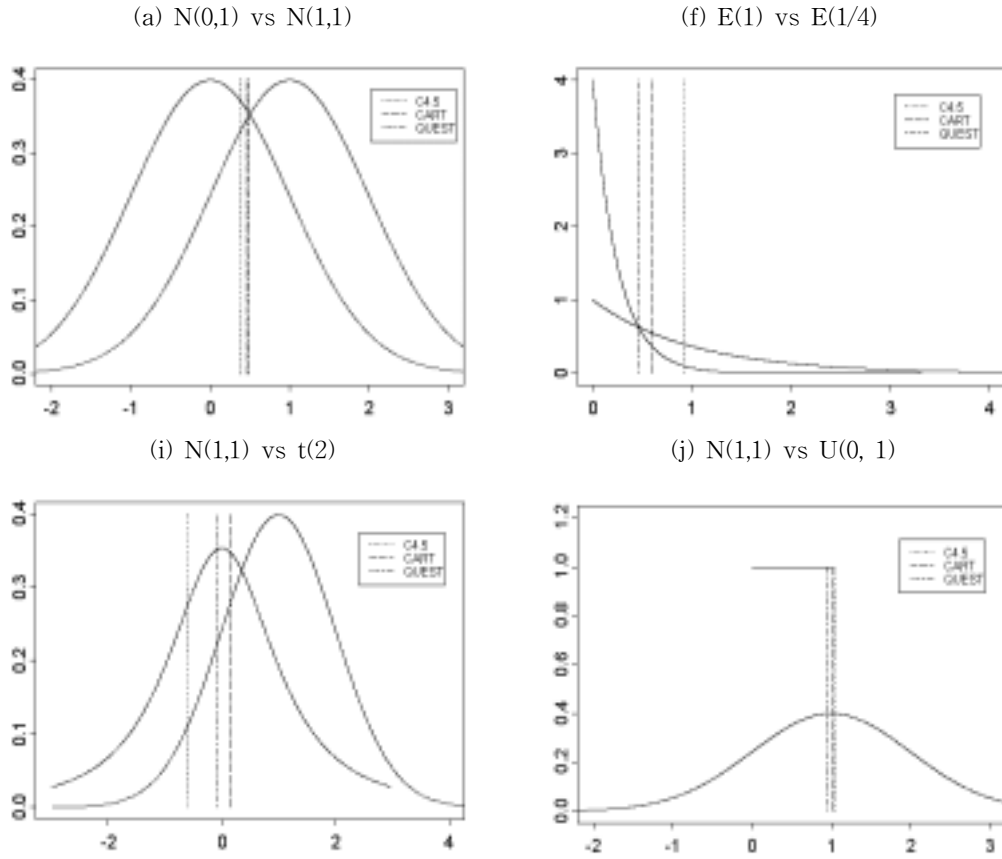 (a) N(0,1) vs N(1,1)
0.4
0.3
0.2
0.1
0.0
-2 -1 0 1 2 3
C4.5
CART
QUEST
(f) E(1) vs E(1/4)
4
3
2
1
0
0 1 2 3 4
C4.5
CART
QUEST
(i) N(1,1) vs t(2)
0.4
0.3
0.2
0.1
0.0
-2 0 2 4
C4.5
CART
QUEST
(j) N(1,1) vs U(0, 1)
1.2
1.0
0.8
0.6
0.4
0.2
0.0
-2 -1 0 1 2 3
C4.5
CART
QUEST